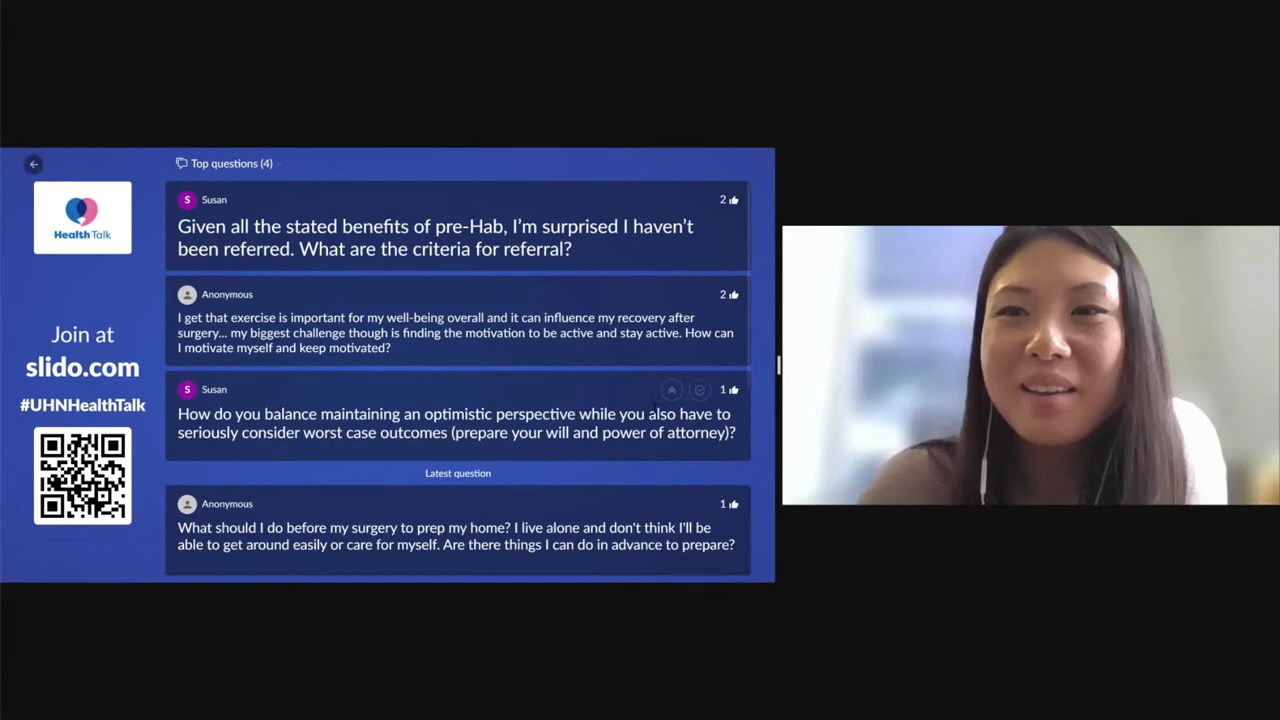 Top questions (4)
S Susan 2
Given all the stated benefits of pre-Hab, I'm surprised I haven't
been referred. What are the criteria for referral?
Anonymous 2
I get that exercise is important for my well-being overall and it can influence my recovery after
surgery... my biggest challenge though is finding the motivation to be active and stay active. How can
I motivate myself and keep motivated?
S Susan 1
How do you balance maintaining an optimistic perspective while you also have to
seriously consider worst case outcomes (prepare your will and power of attorney)?
Latest question
Anonymous 1
What should I do before my surgery to prep my home? I live alone and don't think I'll be
able to get around easily or care for myself. Are there things I can do in advance to prepare?
Health Talk
Join at
slido.com
#UHNHealthTalk